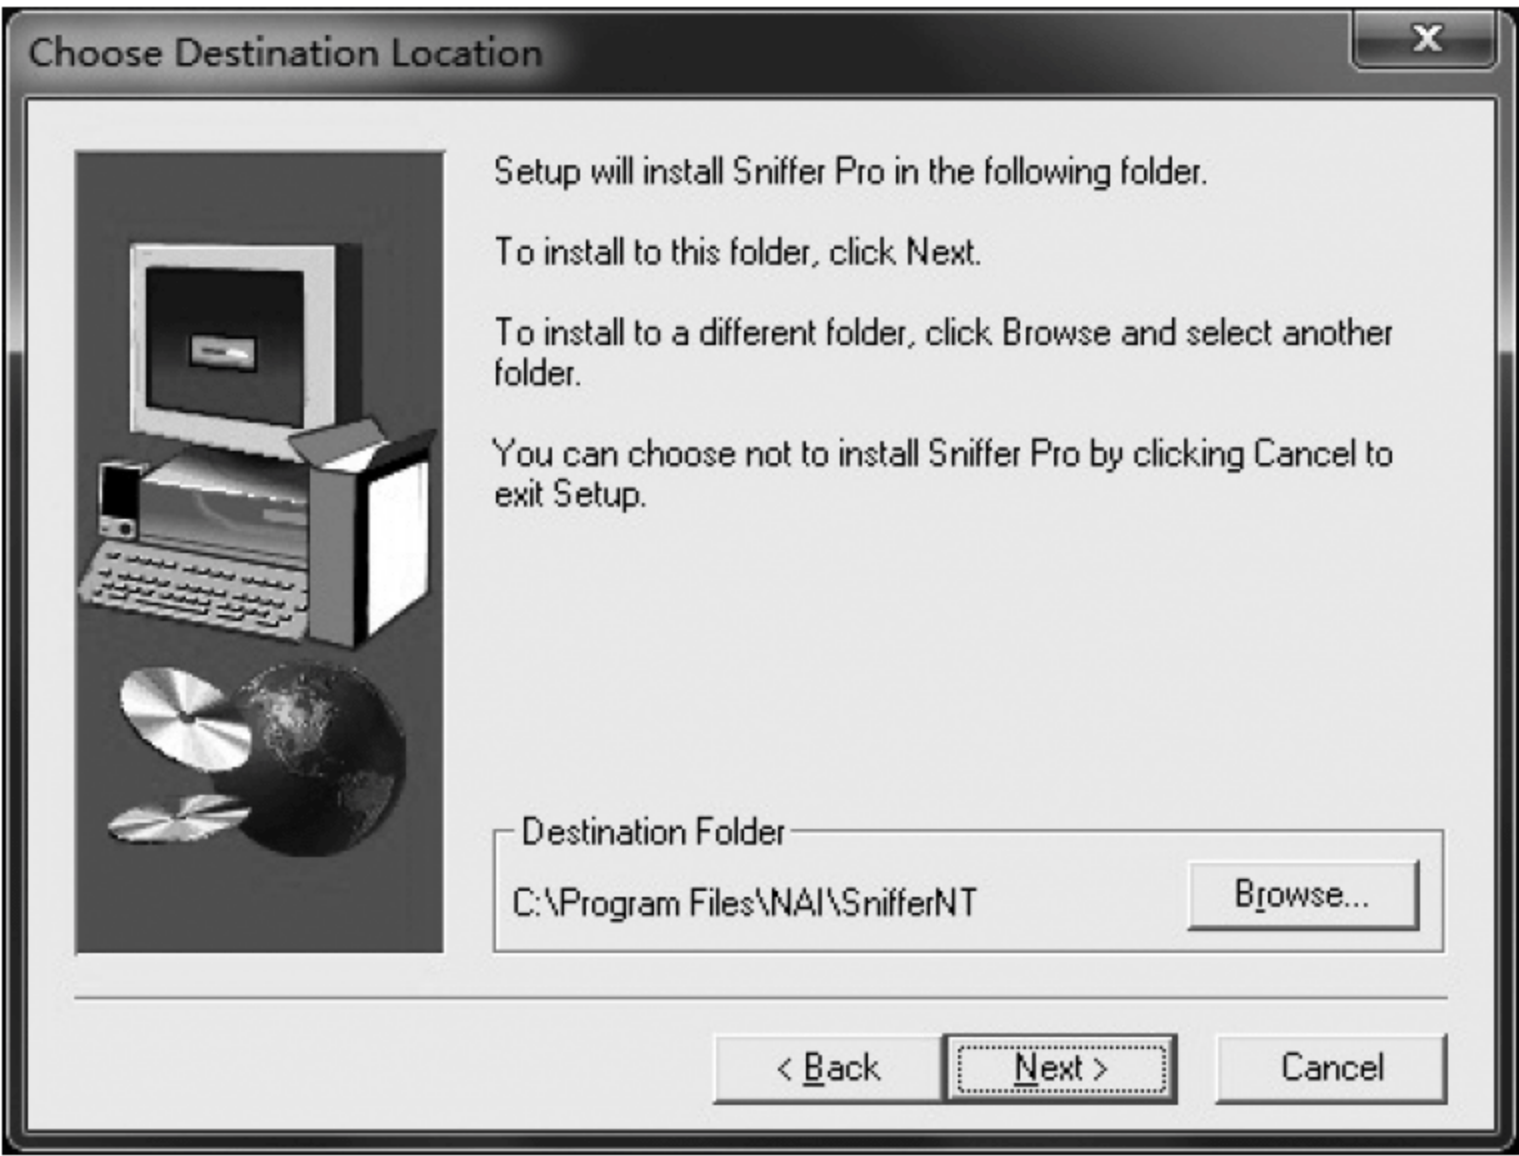 Choose Destination Location
Setup will install Sniffer Pro in the following folder.
To install to this folder, click Next.
To install to a different folder, click Browse and select another
folder.
You can choose not to install Sniffer Pro by clicking Cancel to
exit Setup.
Destination Folder
C:\Program Files\NAI\SnifferNT
Browse...
< Back
Next >
Cancel